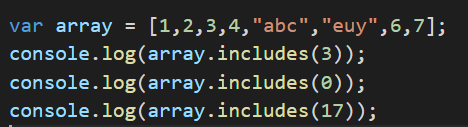 var array = [1,2,3,4,"abc","euy",6,7];
console.log(array.includes(3));
console.log(array.includes(0));
console.log(array.includes(17));